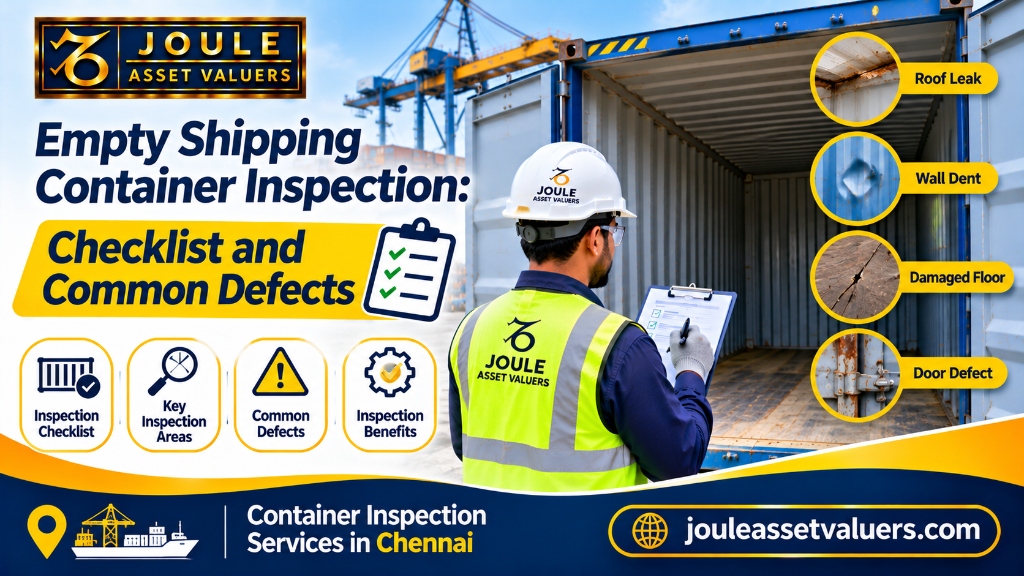 JOULE
ASSET VALUERS
Empty Shipping
Container Inspection:
Checklist and
Common Defects
Inspection
Checklist
Key
Inspection
Areas
Common
Defects
Inspection
Benefits
JOULE
ASSET VALUERS
JOULE
ASSET VALUERS
Roof Leak
Wall Dent
Damaged Floor
Door Defect
Container Inspection
Services in Chennai
jouleassetvaluers.com